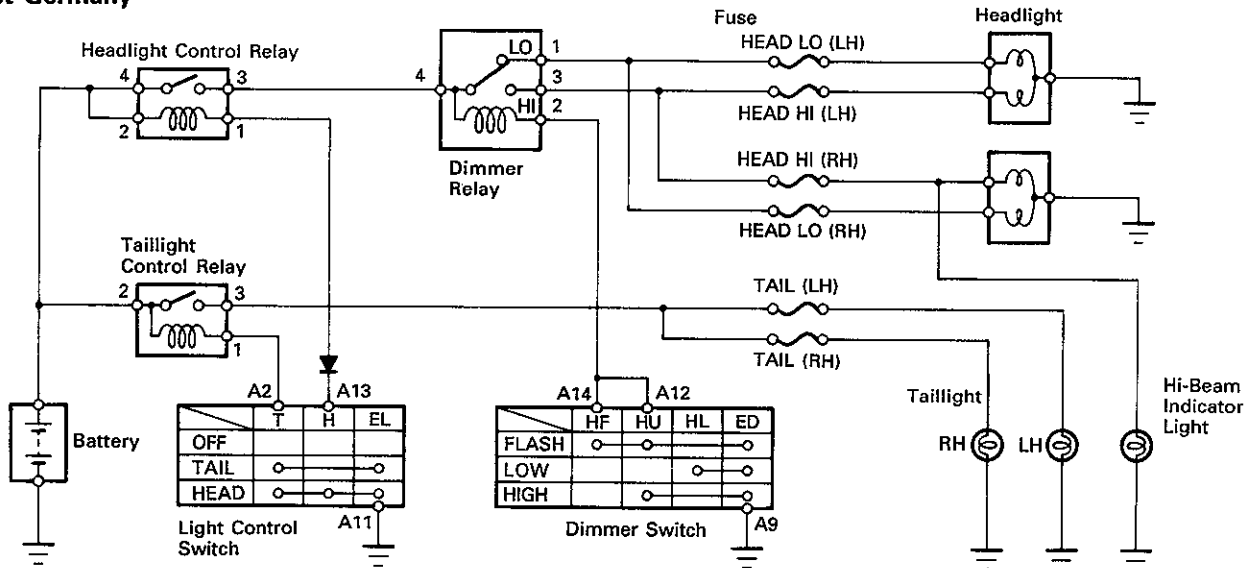 st Germany
Fuse
Headlight
Headlight Control Relay
4
3
2
1
4
LO
1
3
HI
2
Dimmer
Relay
HEAD LO (LH)
HEAD HI (LH)
HEAD HI (RH)
HEAD LO (RH)
Taillight
Control Relay
2
3
1
TAIL (LH)
TAIL (RH)
Battery
A2
A13
T
H
EL
OFF
TAIL
HEAD
A11
Light Control
Switch
A14
A12
HF
HU
HL
ED
FLASH
LOW
HIGH
A9
Dimmer Switch
Taillight
RH
LH
Hi-Beam
Indicator
Light